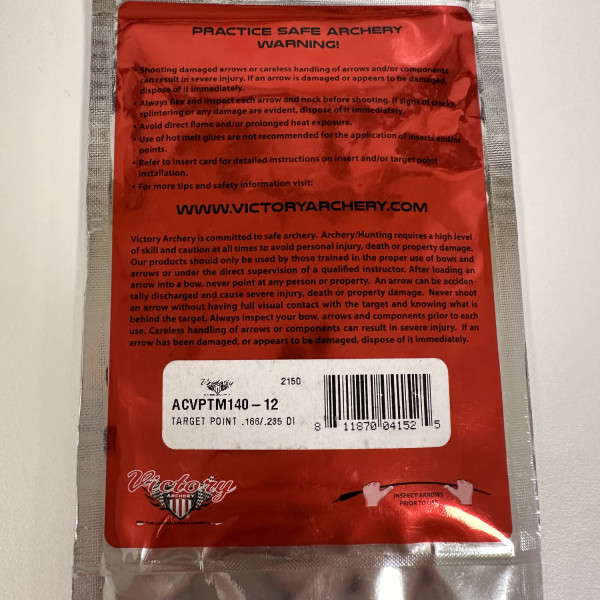 PRACTICE SAFE ARCHERY
WARNING!
• Shooting damaged arrows or careless handling of arrows and/or components
can result in severe injury. If an arrow is damaged or appears to be damaged,
dispose of it immediately.
• Always flex and inspect each arrow and nock before shooting. If signs of cracks,
splintering or any damage are evident, dispose of it immediately.
• Avoid direct flame and/or prolonged heat exposure.
• Use of hot melt glues are not recommended for the application of inserts and/or
points.
• Refer to insert card for detailed instructions on insert and/or target point
installation.
• For more tips and safety information visit:
WWW.VICTORYARCHERY.COM
Victory Archery is committed to safe archery. Archery/Hunting requires a high level
of skill and caution at all times to avoid personal injury, death or property damage.
Our products should only be used by those trained in the proper use of bows and
arrows or under the direct supervision of a qualified instructor. After loading an
arrow into a bow, never point at any person or property. An arrow can be acciden-
tally discharged and cause severe injury, death or property damage. Never shoot
an arrow without having full visual contact with the target and knowing what is
behind the target. Always inspect your bow, arrows and components prior to each
use. Careless handling of arrows or components can result in severe injury. If an
arrow has been damaged, or appears to be damaged, dispose of it immediately.
Victory 2150
ACVPTM140-12
TARGET POINT .166/.235 DI
8 11870 04152 5
Victory
ARCHERY
INSPECT ARROWS
PRIOR TO USE